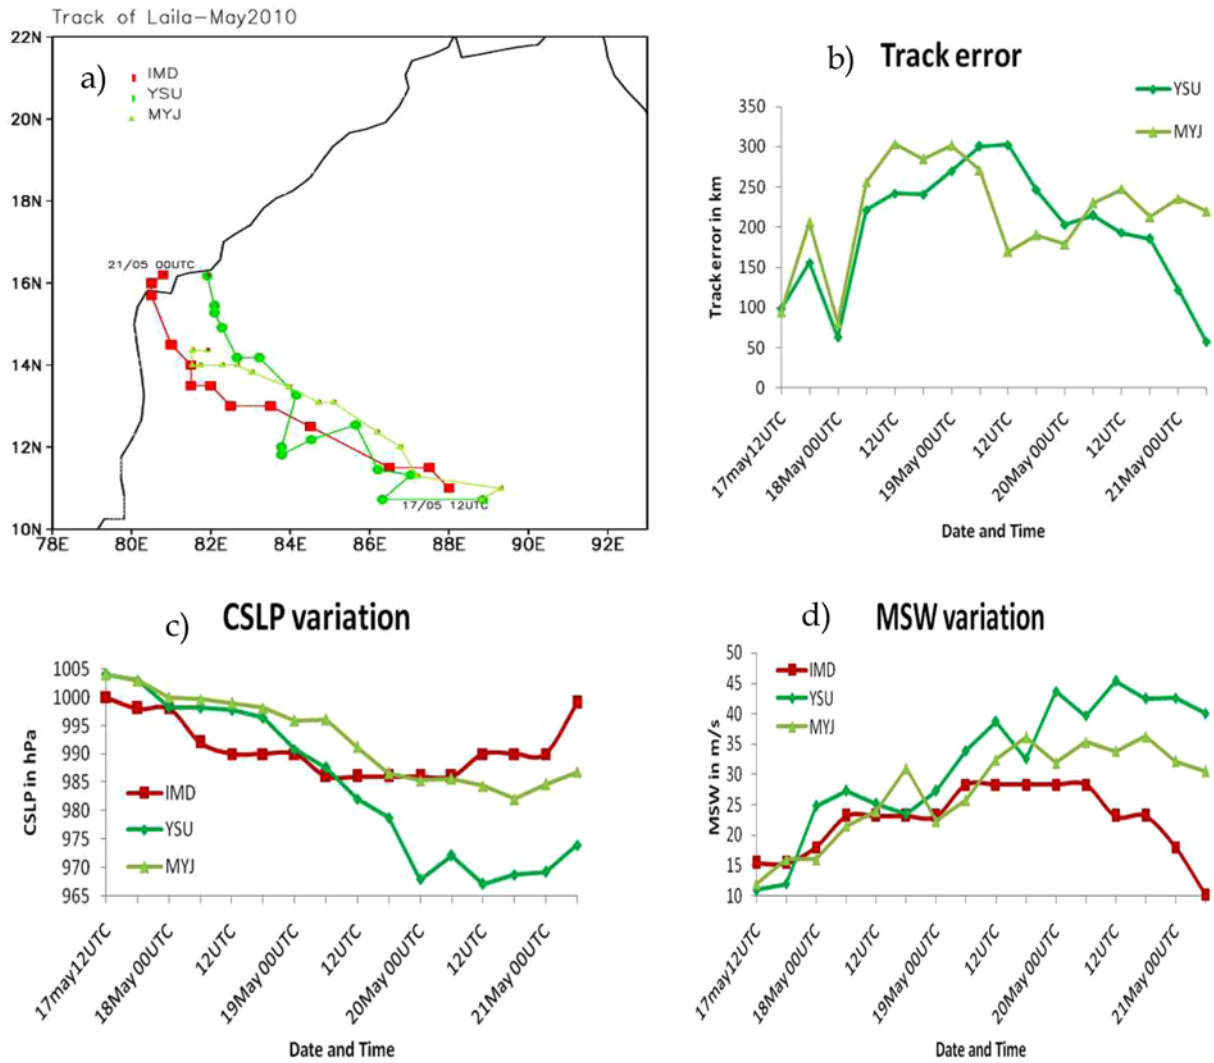 Track of Laila-May2010
a)
IMD
YSU
MYJ
22N
20N
18N
16N
14N
12N
10N
21/05 00UTC
17/05 12UTC
78E 80E 82E 84E 86E 88E 90E 92E
b) Track error
YSU
MYJ
Track error in km
350
300
250
200
150
100
50
0
17may12UTC
18May 00UTC
12UTC
19May 00UTC
12UTC
20May 00UTC
12UTC
21May 00UTC
Date and Time
c) CSLP variation
CSLP in hPa
1005
1000
995
990
985
980
975
970
965
IMD
YSU
MYJ
17may12UTC
18May 00UTC
12UTC
19May 00UTC
12UTC
20May 00UTC
12UTC
21May 00UTC
Date and Time
d) MSW variation
MSW in m/s
50
45
40
35
30
25
20
15
10
IMD
YSU
MYJ
17may12UTC
18May 00UTC
12UTC
19May 00UTC
12UTC
20May 00UTC
12UTC
21May 00UTC
Date and Time